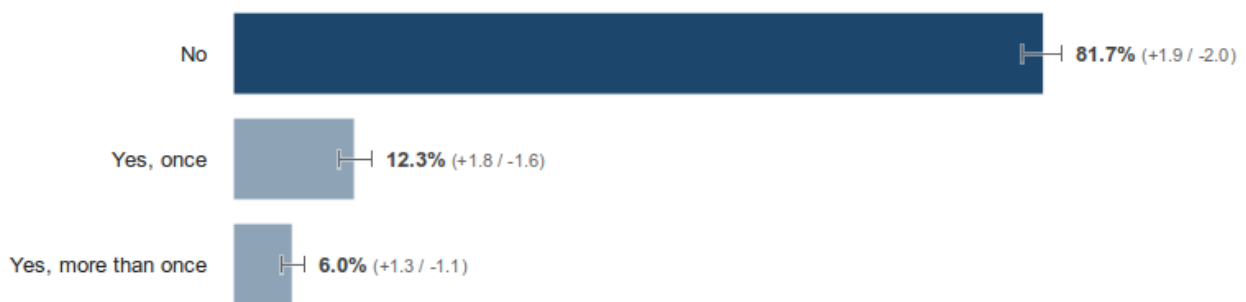 No 81.7% (+1.9 / -2.0)
Yes, once 12.3% (+1.8 / -1.6)
Yes, more than once 6.0% (+1.3 / -1.1)